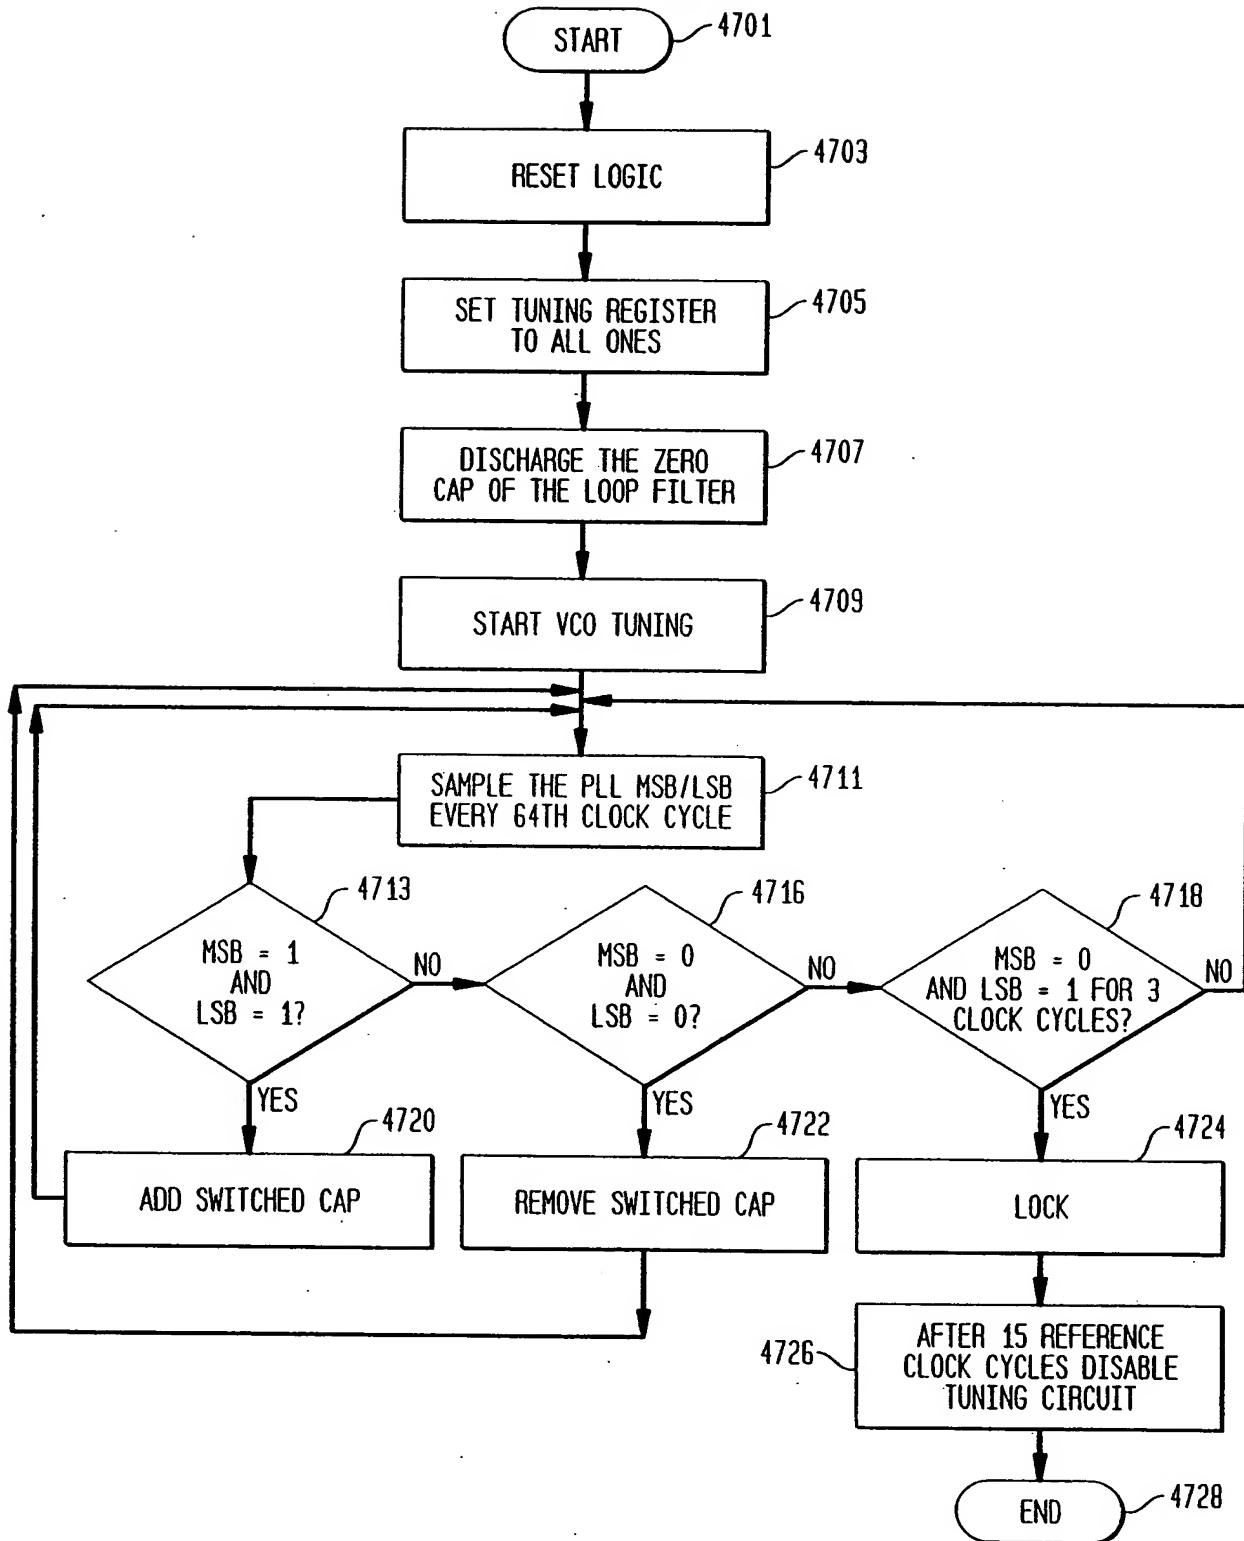 START
4701
RESET LOGIC
4703
SET TUNING REGISTER
TO ALL ONES
4705
DISCHARGE THE ZERO
CAP OF THE LOOP FILTER
4707
START VCO TUNING
4709
SAMPLE THE PLL MSB/LSB
EVERY 64TH CLOCK CYCLE
4711
MSB = 1
AND
LSB = 1?
4713
NO
YES
MSB = 0
AND
LSB = 0?
4716
NO
YES
MSB = 0
AND LSB = 1 FOR 3
CLOCK CYCLES?
4718
NO
YES
ADD SWITCHED CAP
4720
REMOVE SWITCHED CAP
4722
LOCK
4724
AFTER 15 REFERENCE
CLOCK CYCLES DISABLE
TUNING CIRCUIT
4726
END
4728